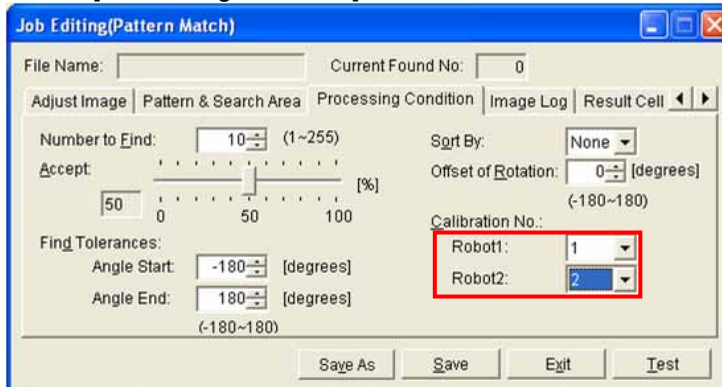 Job Editing(Pattern Match)
File Name: Current Found No: 0
Adjust Image Pattern & Search Area Processing Condition Image Log Result Cell
Number to Find: 10 (1~255) Sort By: None
Accept: Offset of Rotation: 0 [degrees]
[%]
50 (-180~180)
0 50 100 Calibration No.:
Find Tolerances: Robot1: 1
Angle Start: -180 [degrees] Robot2: 2
Angle End: 180 [degrees]
(-180~180)
Save As Save Exit Test